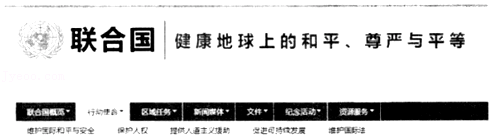 联合国 健康地球上的和平、尊严与平等
联合国概览 行动使命 区域任务 新闻媒体 文件 纪念活动 资源服务
维护国际和平与安全 保护人权 提供人道主义援助 促进可持续发展 维护国际法